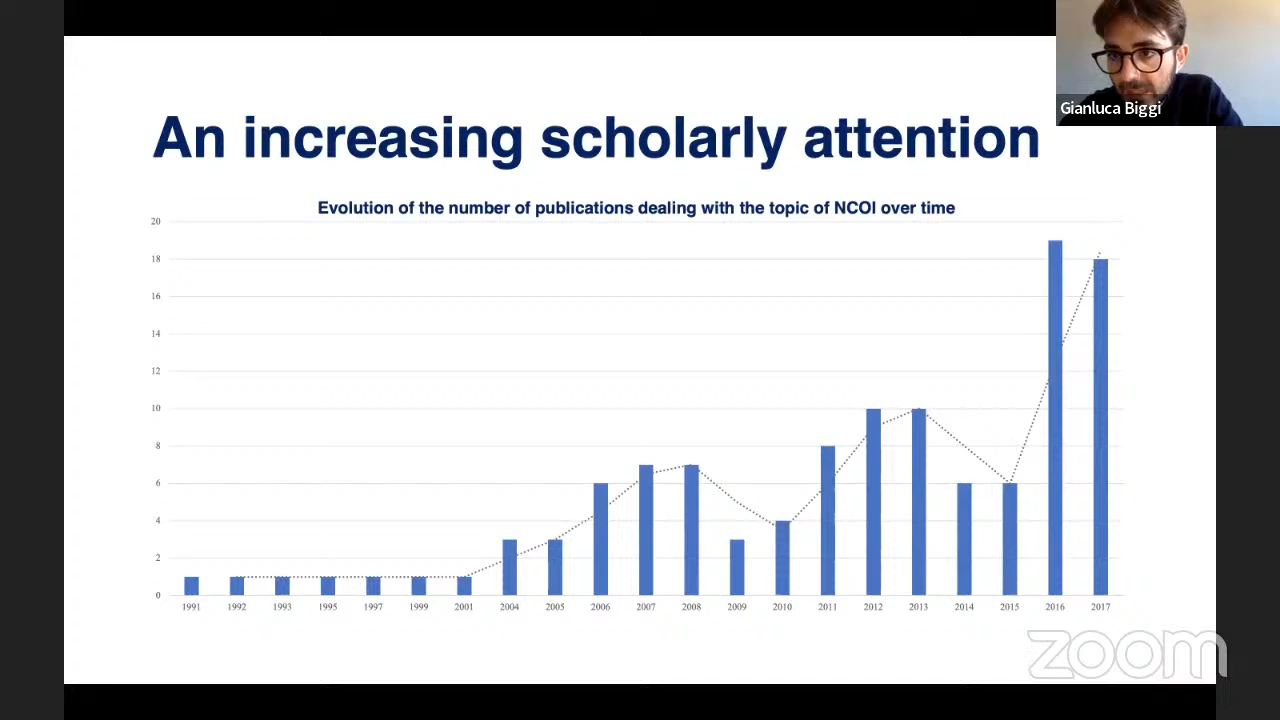 Gianluca Biggi
An increasing scholarly attention
Evolution of the number of publications dealing with the topic of NCOI over time
20
18
16
14
12
10
8
6
4
2
0
1991 1992 1993 1995 1997 1999 2001 2004 2005 2006 2007 2008 2009 2010 2011 2012 2013 2014 2015 2016 2017
zoom